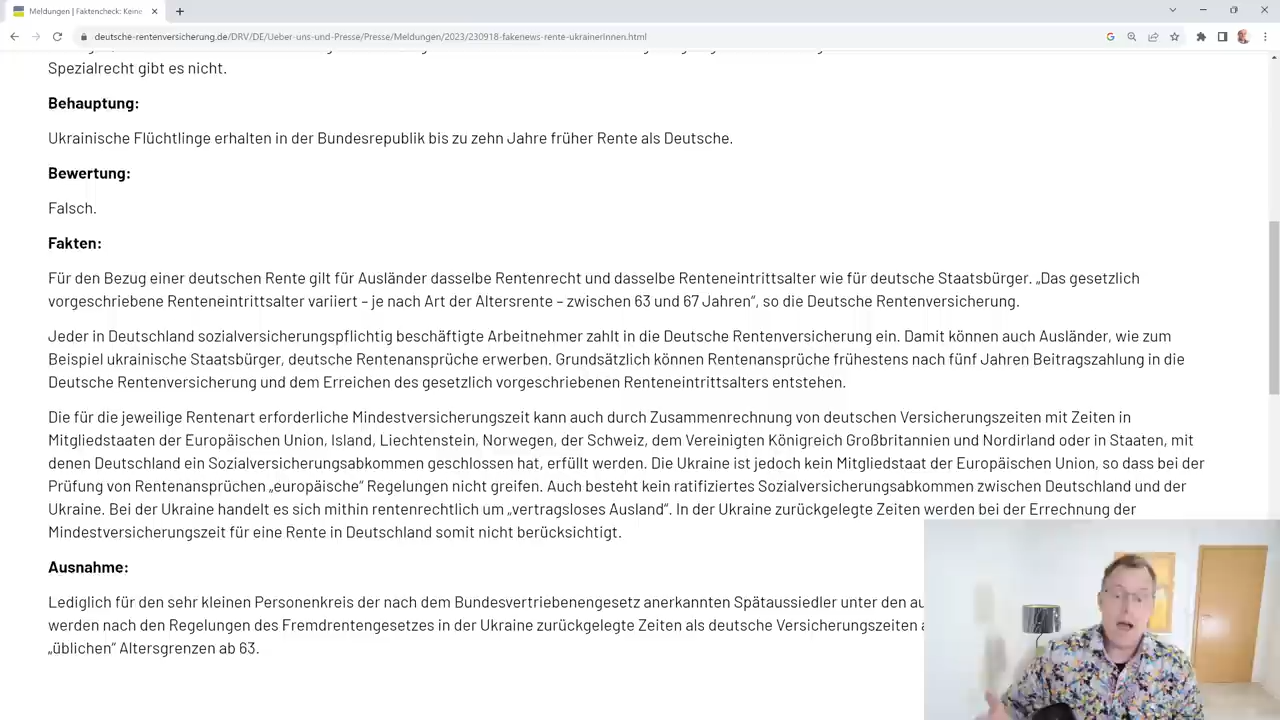 Meldungen | Faktencheck: Keine
deutsche-rentenversicherung.de/DRV/DE/Ueber-uns-und-Presse/Presse/Meldungen/2023/230918-fakenews-rente-ukrainerinnen.html
Spezialrecht gibt es nicht.
Behauptung:
Ukrainische Flüchtlinge erhalten in der Bundesrepublik bis zu zehn Jahre früher Rente als Deutsche.
Bewertung:
Falsch.
Fakten:
Für den Bezug einer deutschen Rente gilt für Ausländer dasselbe Rentenrecht und dasselbe Renteneintrittsalter wie für deutsche Staatsbürger. „Das gesetzlich
vorgeschriebene Renteneintrittsalter variiert – je nach Art der Altersrente – zwischen 63 und 67 Jahren“, so die Deutsche Rentenversicherung.
Jeder in Deutschland sozialversicherungspflichtig beschäftigte Arbeitnehmer zahlt in die Deutsche Rentenversicherung ein. Damit können auch Ausländer, wie zum
Beispiel ukrainische Staatsbürger, deutsche Rentenansprüche erwerben. Grundsätzlich können Rentenansprüche frühestens nach fünf Jahren Beitragszahlung in die
Deutsche Rentenversicherung und dem Erreichen des gesetzlich vorgeschriebenen Renteneintrittsalters entstehen.
Die für die jeweilige Rentenart erforderliche Mindestversicherungszeit kann auch durch Zusammenrechnung von deutschen Versicherungszeiten mit Zeiten in
Mitgliedstaaten der Europäischen Union, Island, Liechtenstein, Norwegen, der Schweiz, dem Vereinigten Königreich Großbritannien und Nordirland oder in Staaten, mit
denen Deutschland ein Sozialversicherungsabkommen geschlossen hat, erfüllt werden. Die Ukraine ist jedoch kein Mitgliedstaat der Europäischen Union, so dass bei der
Prüfung von Rentenansprüchen „europäische“ Regelungen nicht greifen. Auch besteht kein ratifiziertes Sozialversicherungsabkommen zwischen Deutschland und der
Ukraine. Bei der Ukraine handelt es sich mithin rentenrechtlich um „vertragsloses Ausland“. In der Ukraine zurückgelegte Zeiten werden bei der Errechnung der
Mindestversicherungszeit für eine Rente in Deutschland somit nicht berücksichtigt.
Ausnahme:
Lediglich für den sehr kleinen Personenkreis der nach dem Bundesvertriebenengesetz anerkannten Spätaussiedler unter den
werden nach den Regelungen des Fremdrentengesetzes in der Ukraine zurückgelegte Zeiten als deutsche Versicherungszeiten
„üblichen“ Altersgrenzen ab 63.